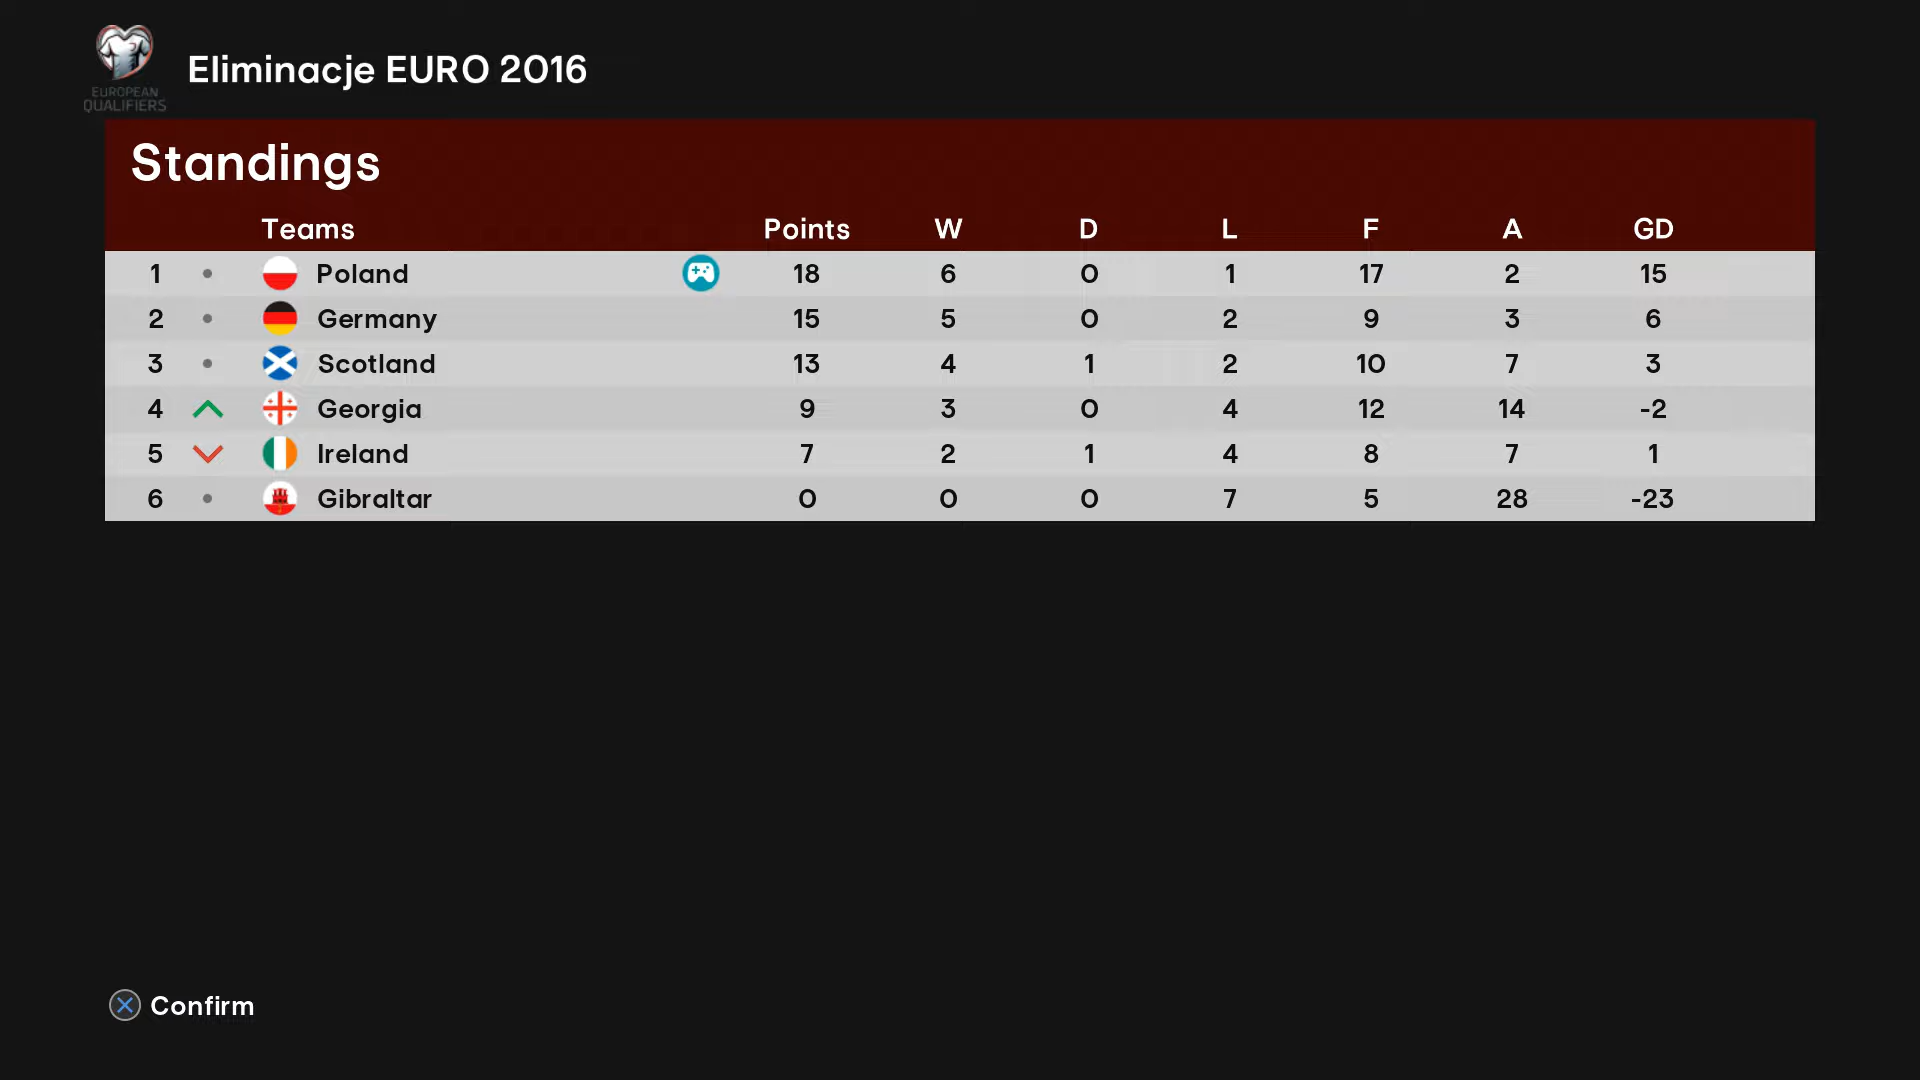 EUROPEAN
QUALIFIERS
Eliminacje EURO 2016
Standings
Teams Points W D L F A GD
1 Poland 18 6 0 1 17 2 15
2 Germany 15 5 0 2 9 3 6
3 Scotland 13 4 1 2 10 7 3
4 Georgia 9 3 0 4 12 14 -2
5 Ireland 7 2 1 4 8 7 1
6 Gibraltar 0 0 0 7 5 28 -23
Confirm